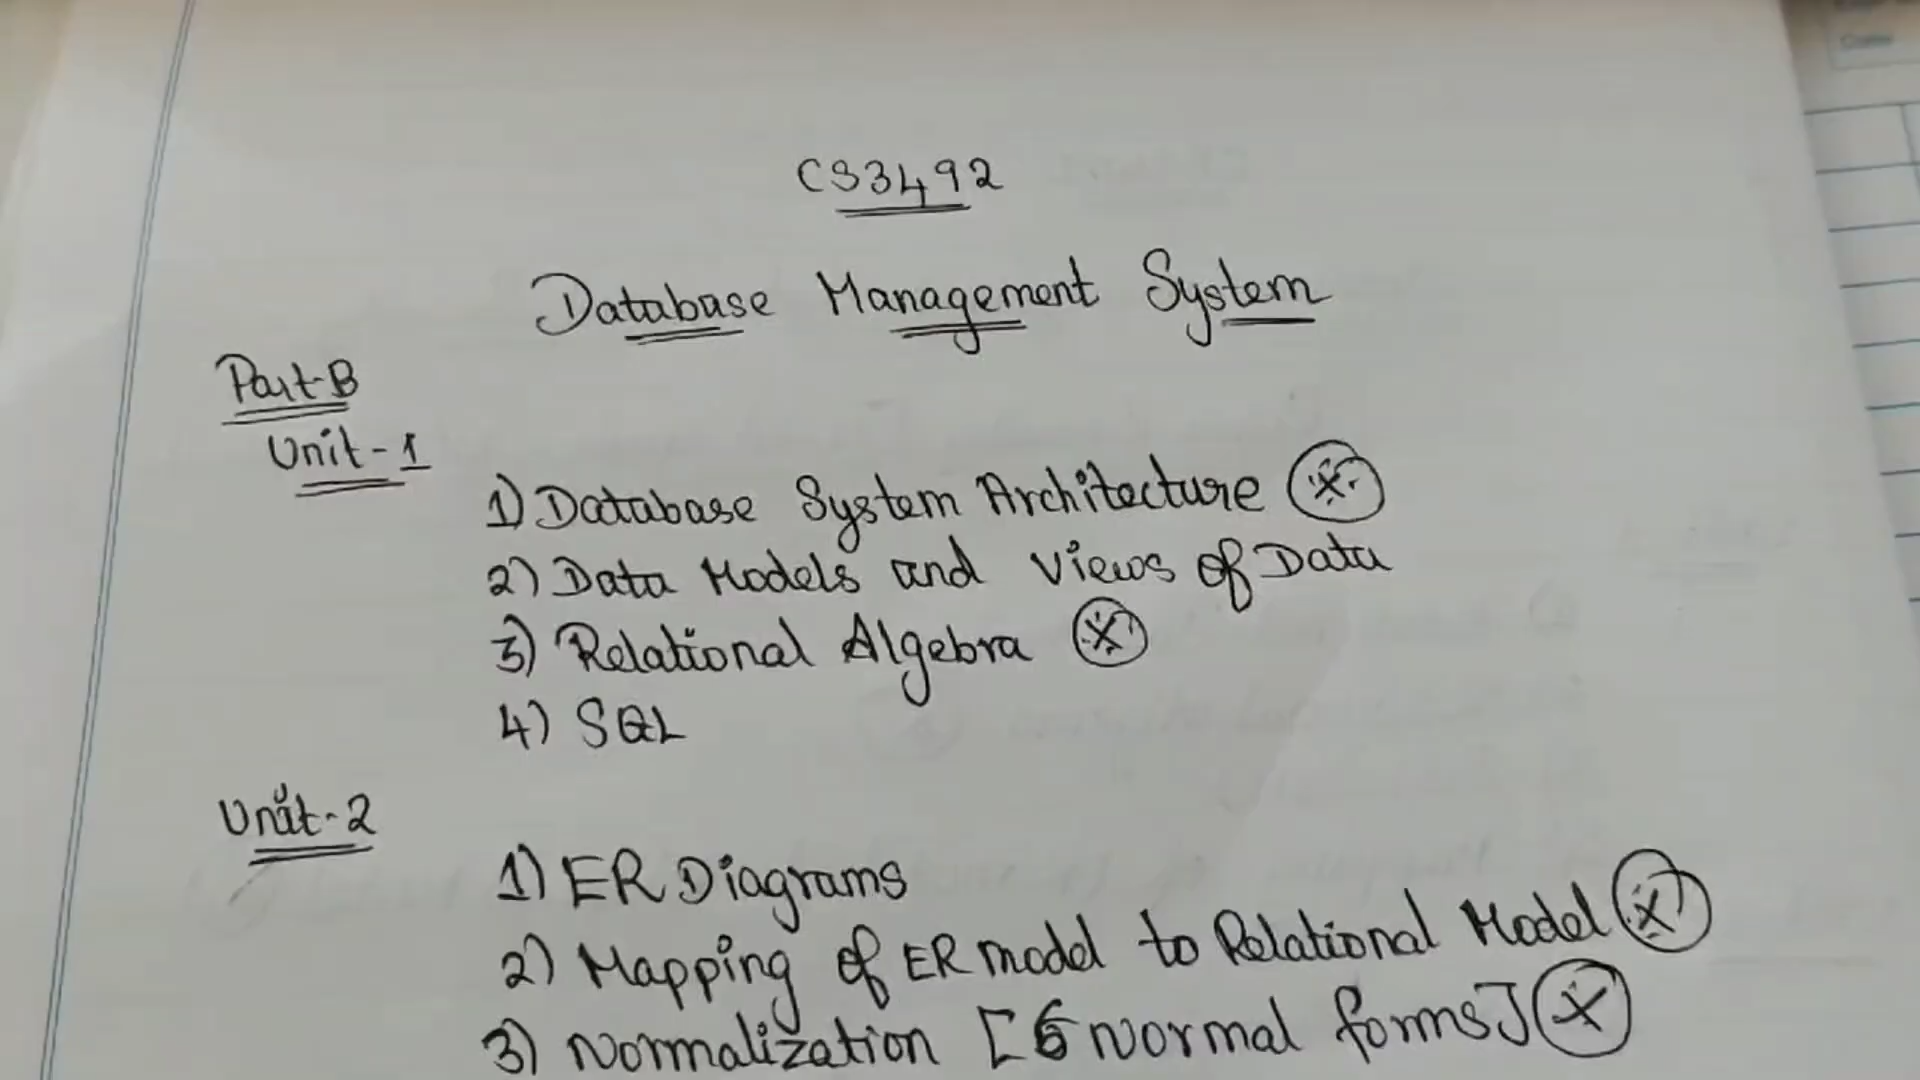 CS3492
Database Management System
Part-B
Unit-1
1) Database System Architecture
2) Data Models and Views of Data
3) Relational Algebra
4) SQL
Unit-2
1) ER Diagrams
2) Mapping of ER model to Relational Model
3) Normalization [6 Normal forms]